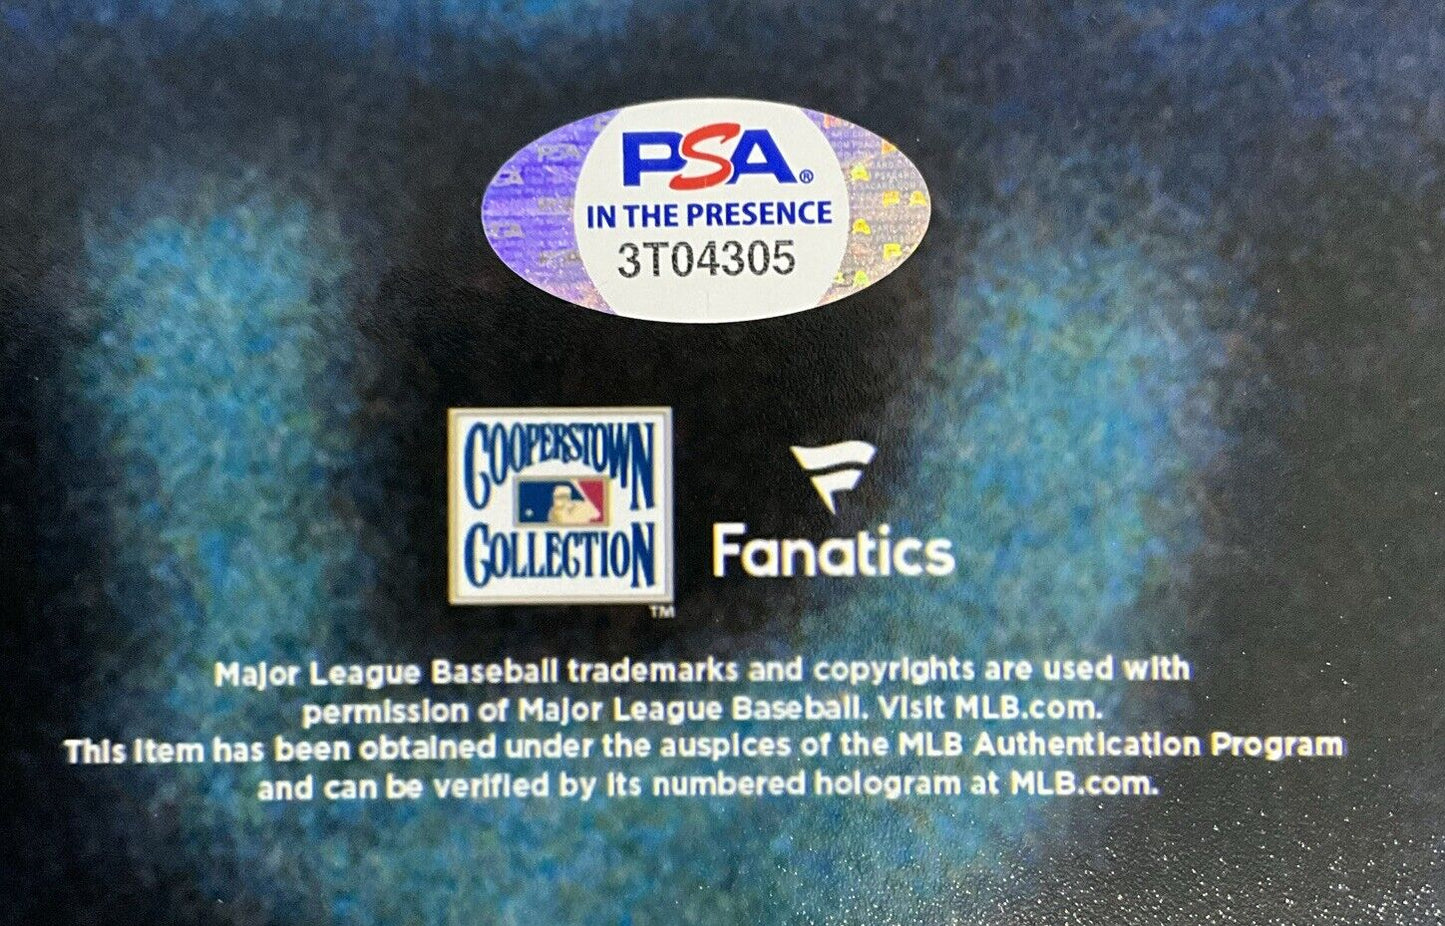 PSA®
IN THE PRESENCE
3T04305
COOPERSTOWN
COLLECTION
TM
Fanatics
Major League Baseball trademarks and copyrights are used with
permission of Major League Baseball. Visit MLB.com.
This item has been obtained under the auspices of the MLB Authentication Program
and can be verified by its numbered hologram at MLB.com.